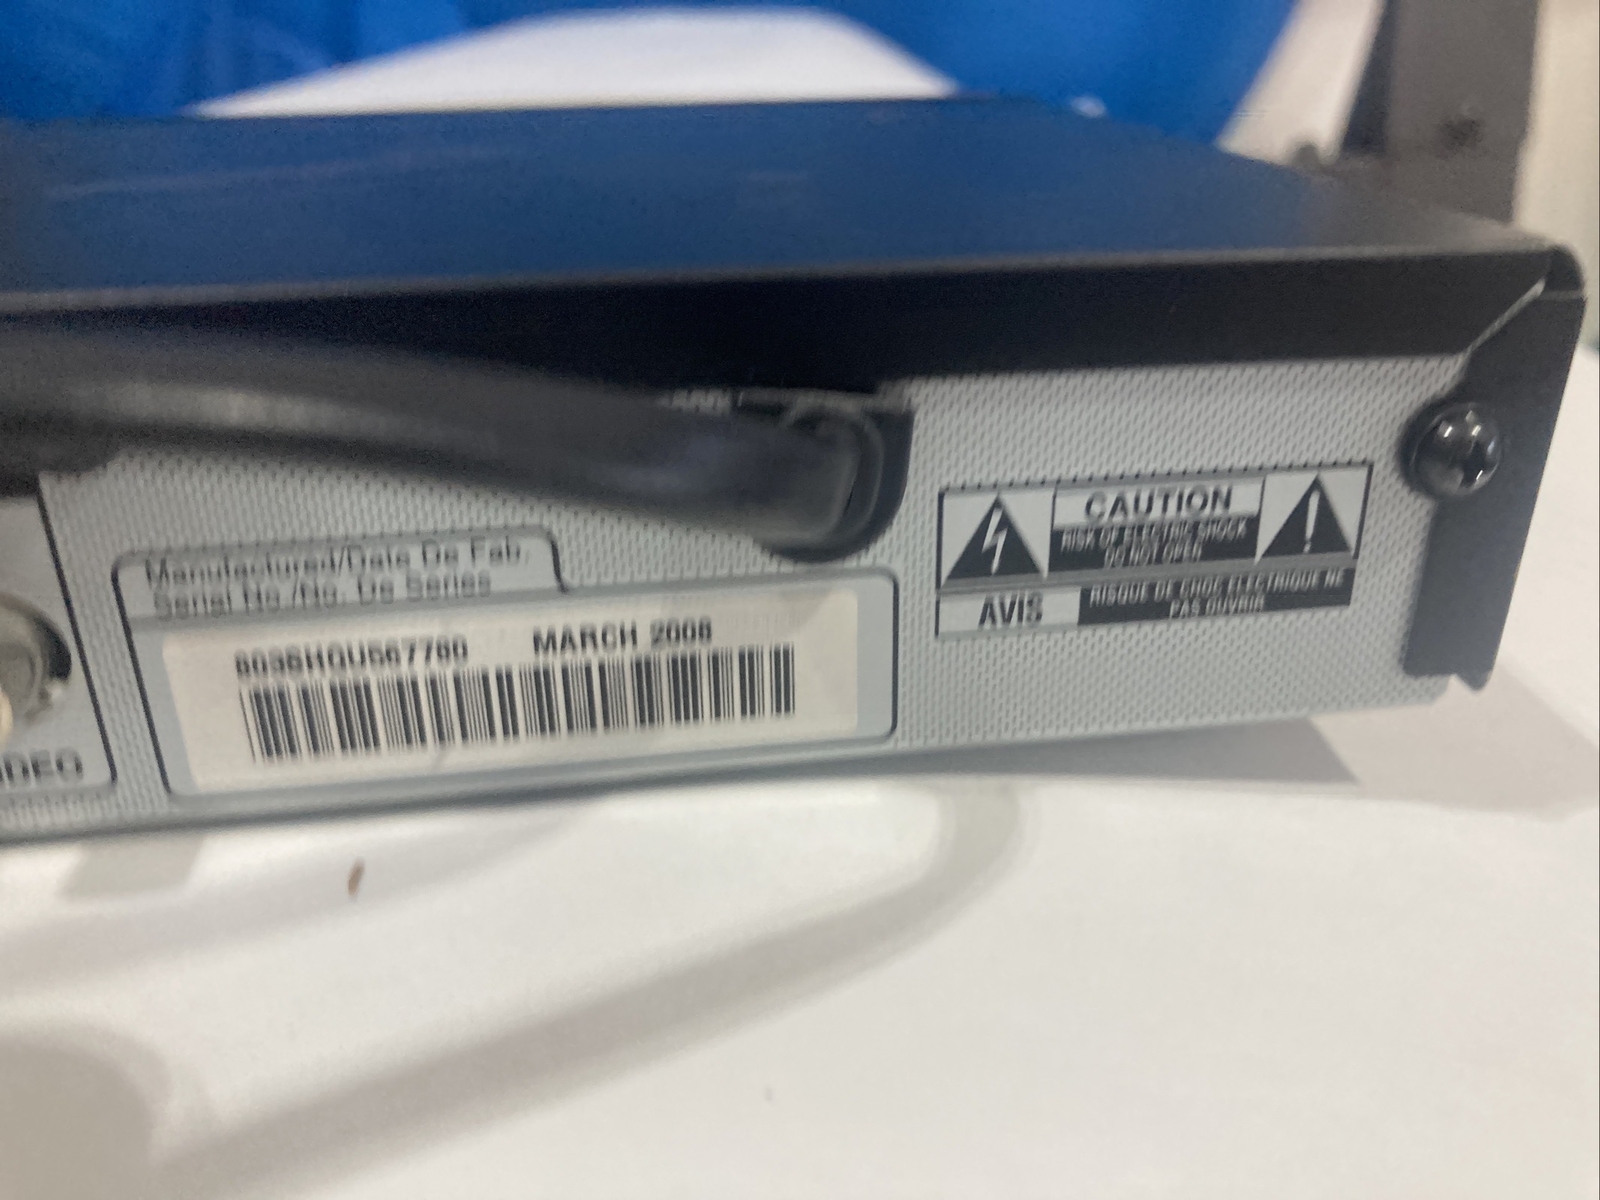 Manufactured/Date De Fab.
Serial No./No. De Series
MARCH 2008
CAUTION
RISK OF ELECTRIC SHOCK
DO NOT OPEN
AVIS
RISQUE DE CHOC ELECTRIQUE NE
PAS OUVRIR